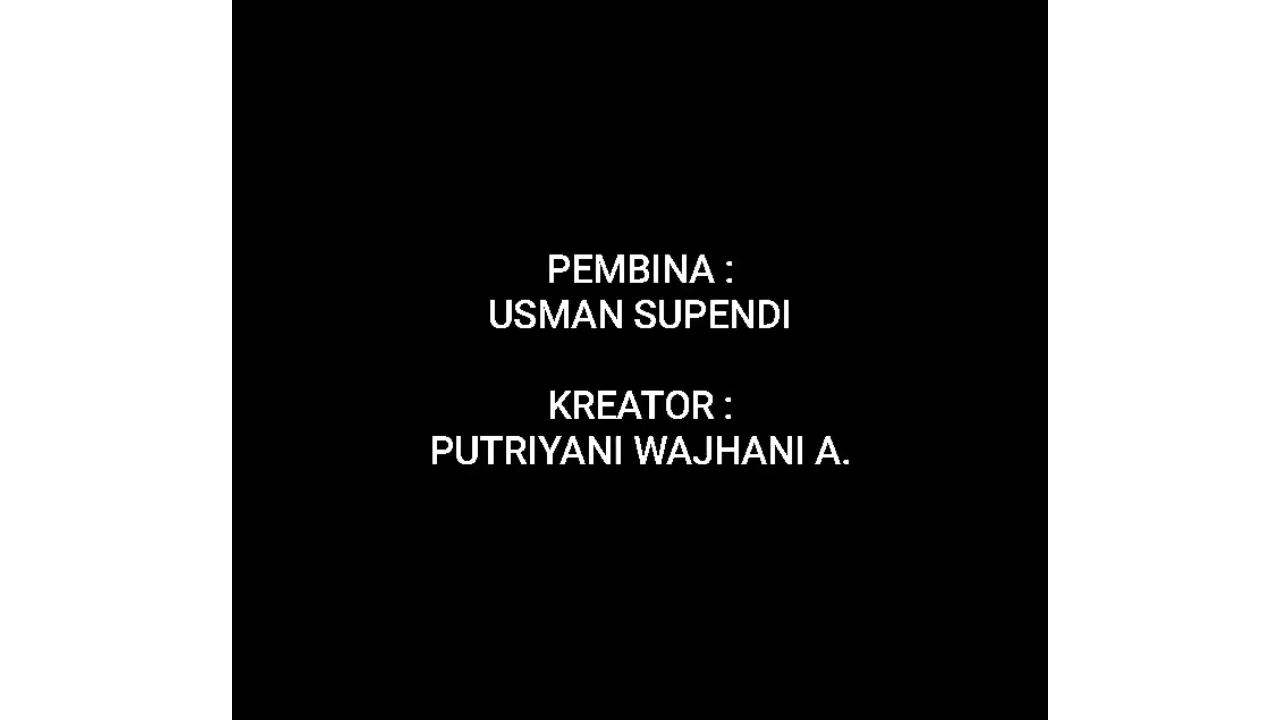 PEMBINA :
USMAN SUPENDI
KREATOR :
PUTRIYANI WAJHANI A.